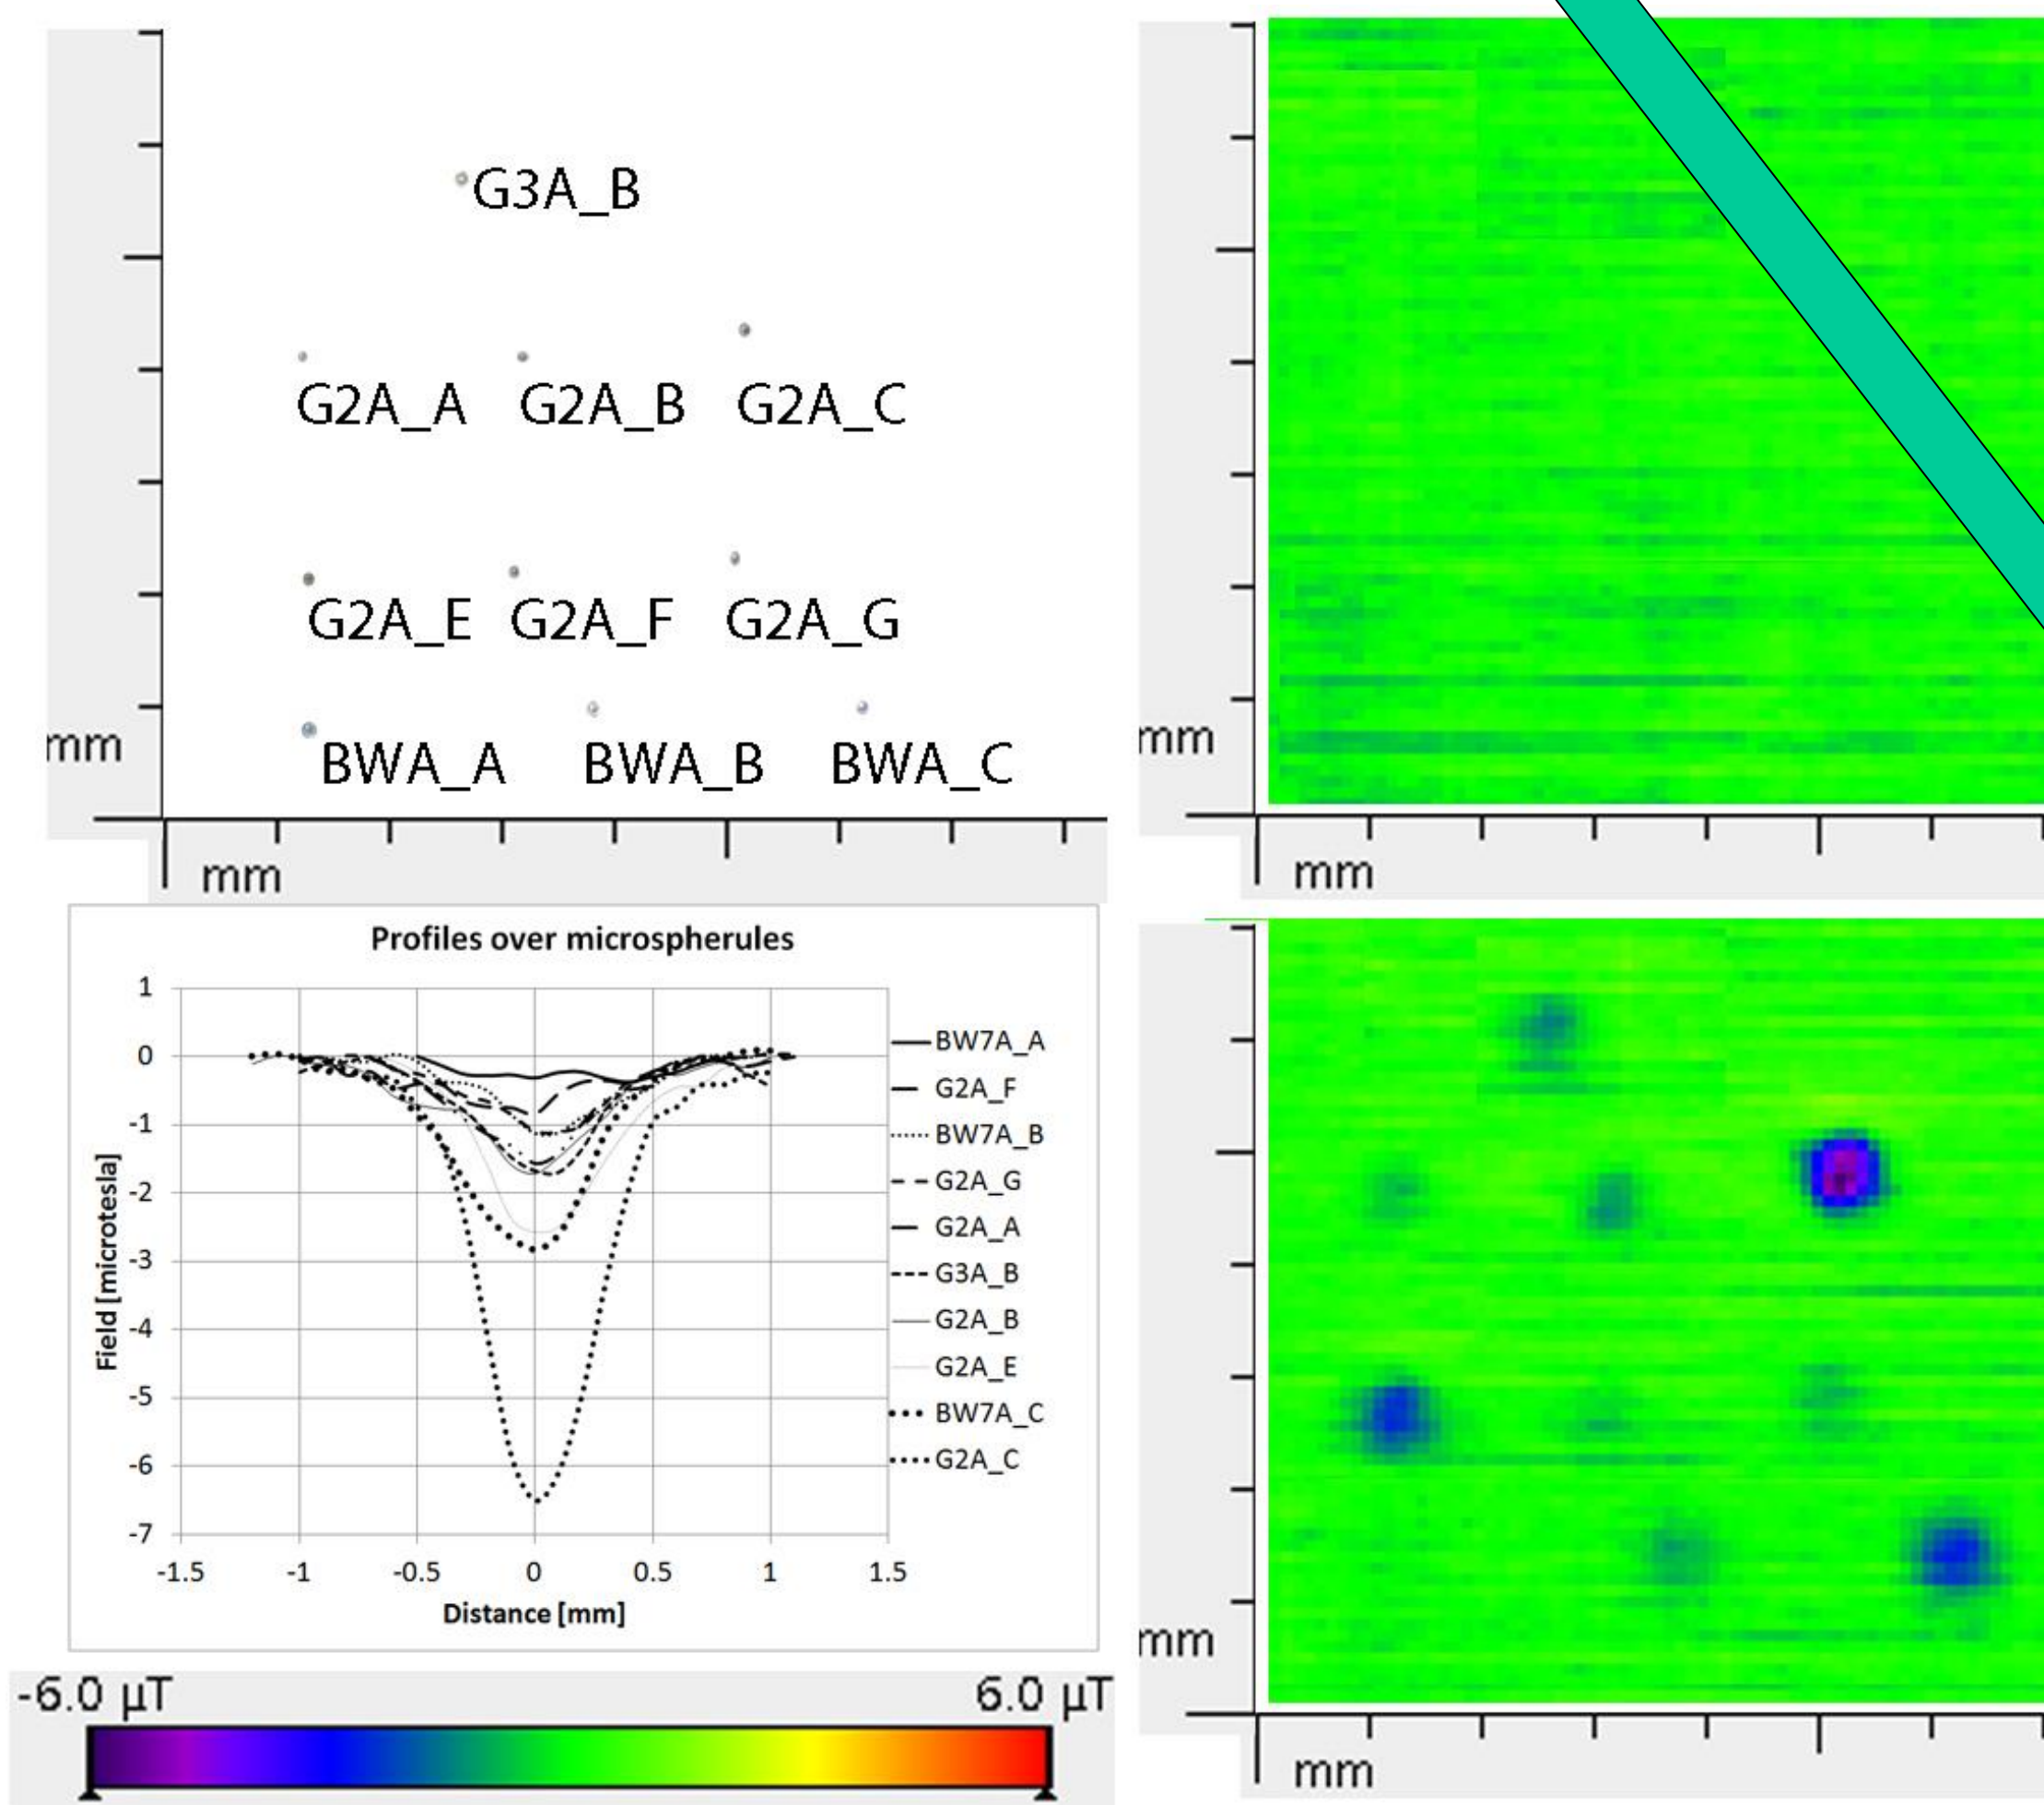 G3A_B
G2A_A G2A_B G2A_C
G2A_E G2A_F G2A_G
mm
BWA_A BWA_B BWA_C
mm
mm
mm
Profiles over microspherules
1
0
-1
-2
-3
-4
-5
-6
-7
Field [microtesla]
-1.5 -1 -0.5 0 0.5 1 1.5
Distance [mm]
BW7A_A
G2A_F
BW7A_B
G2A_G
G2A_A
G3A_B
G2A_B
G2A_E
BW7A_C
G2A_C
-6.0 µT 6.0 µT
mm
mm